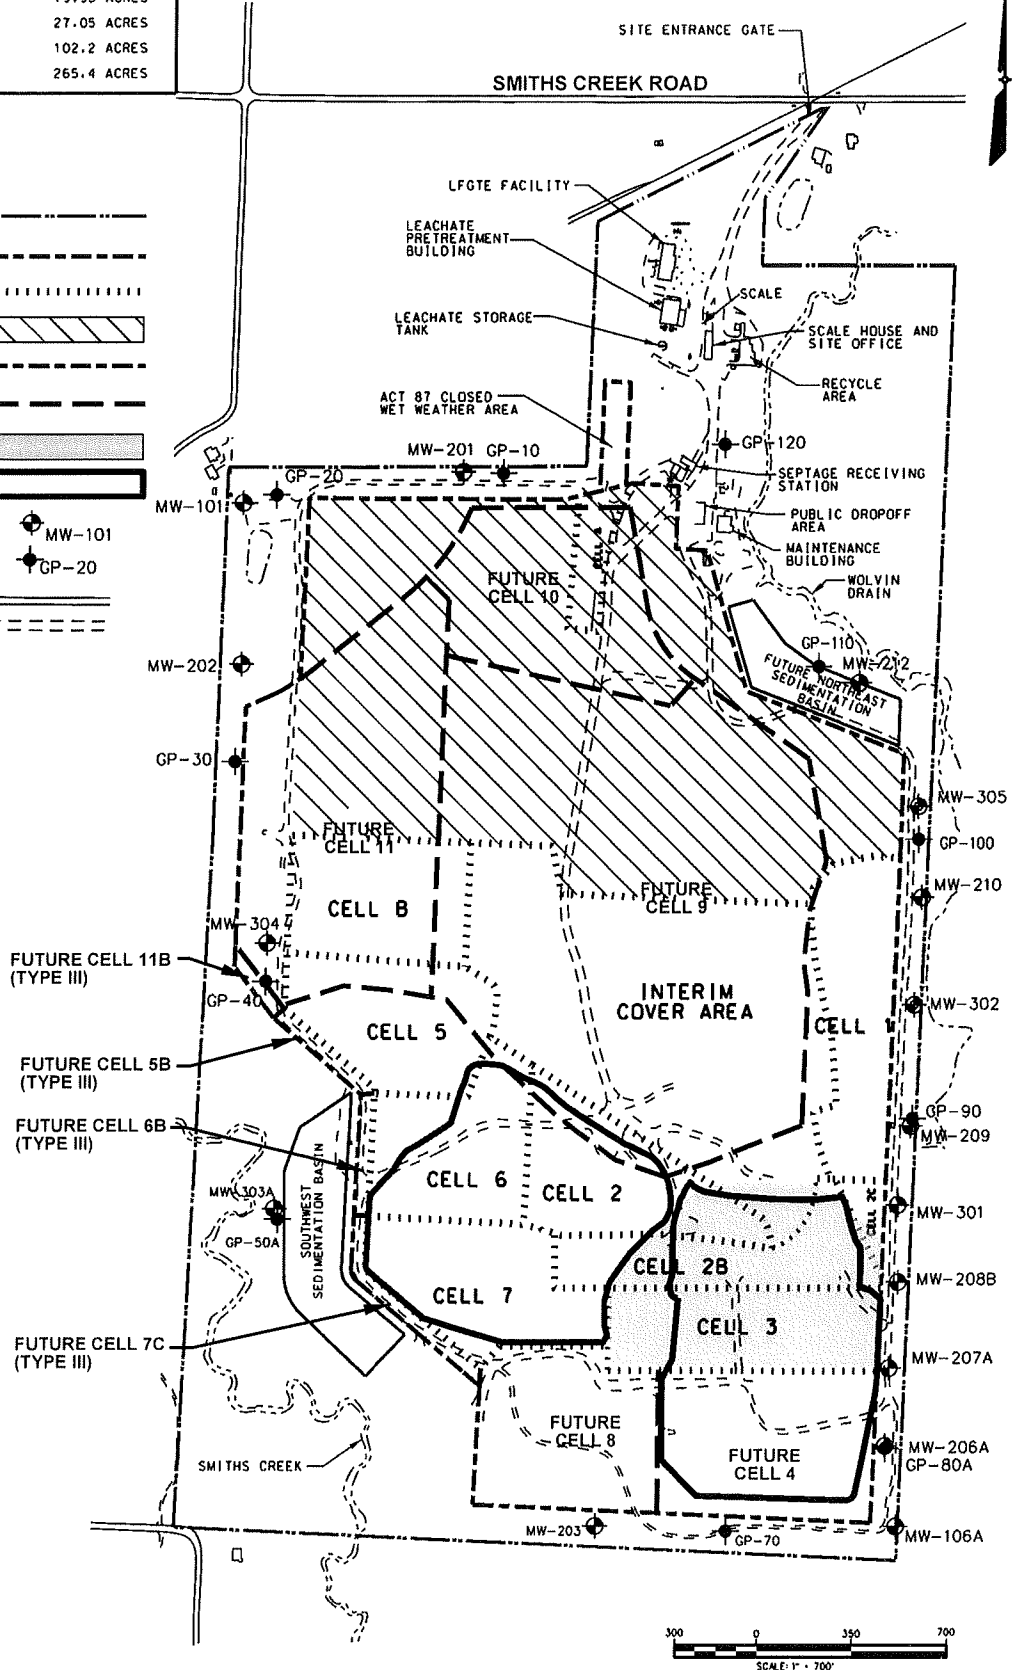 27.05 ACRES
102.2 ACRES
265.4 ACRES
SITE ENTRANCE GATE
SMITHS CREEK ROAD
LFGTE FACILITY
LEACHATE
PRETREATMENT
BUILDING
LEACHATE STORAGE
TANK
SCALE
SCALE HOUSE AND
SITE OFFICE
RECYCLE
AREA
ACT 87 CLOSED
WET WEATHER AREA
MW-201
GP-10
GP-120
GP-20
SEPTAGE RECEIVING
STATION
MW-101
PUBLIC DROPOFF
AREA
MW-101
GP-20
MAINTENANCE
BUILDING
WOLVIN
DRAIN
FUTURE
CELL 10
GP-110
MW-212
FUTURE NORTHEAST
SEDIMENTATION
BASIN
MW-202
GP-30
MW-305
GP-100
FUTURE
CELL 11
FUTURE
CELL 9
MW-210
CELL 8
MW-304
FUTURE CELL 11B
(TYPE III)
GP-40
INTERIM
COVER AREA
MW-302
CELL 1
CELL 5
FUTURE CELL 5B
(TYPE III)
GP-90
MW-209
FUTURE CELL 6B
(TYPE III)
CELL 6
CELL 2
MW-303A
GP-50A
SOUTHWEST
SEDIMENTATION BASIN
CELL 2C
MW-301
CELL 2B
MW-208B
CELL 7
CELL 3
FUTURE CELL 7C
(TYPE III)
MW-207A
FUTURE
CELL 8
FUTURE
CELL 4
MW-206A
GP-80A
SMITHS CREEK
MW-203
GP-70
MW-106A
300 0 350 700
SCALE: 1" = 700'